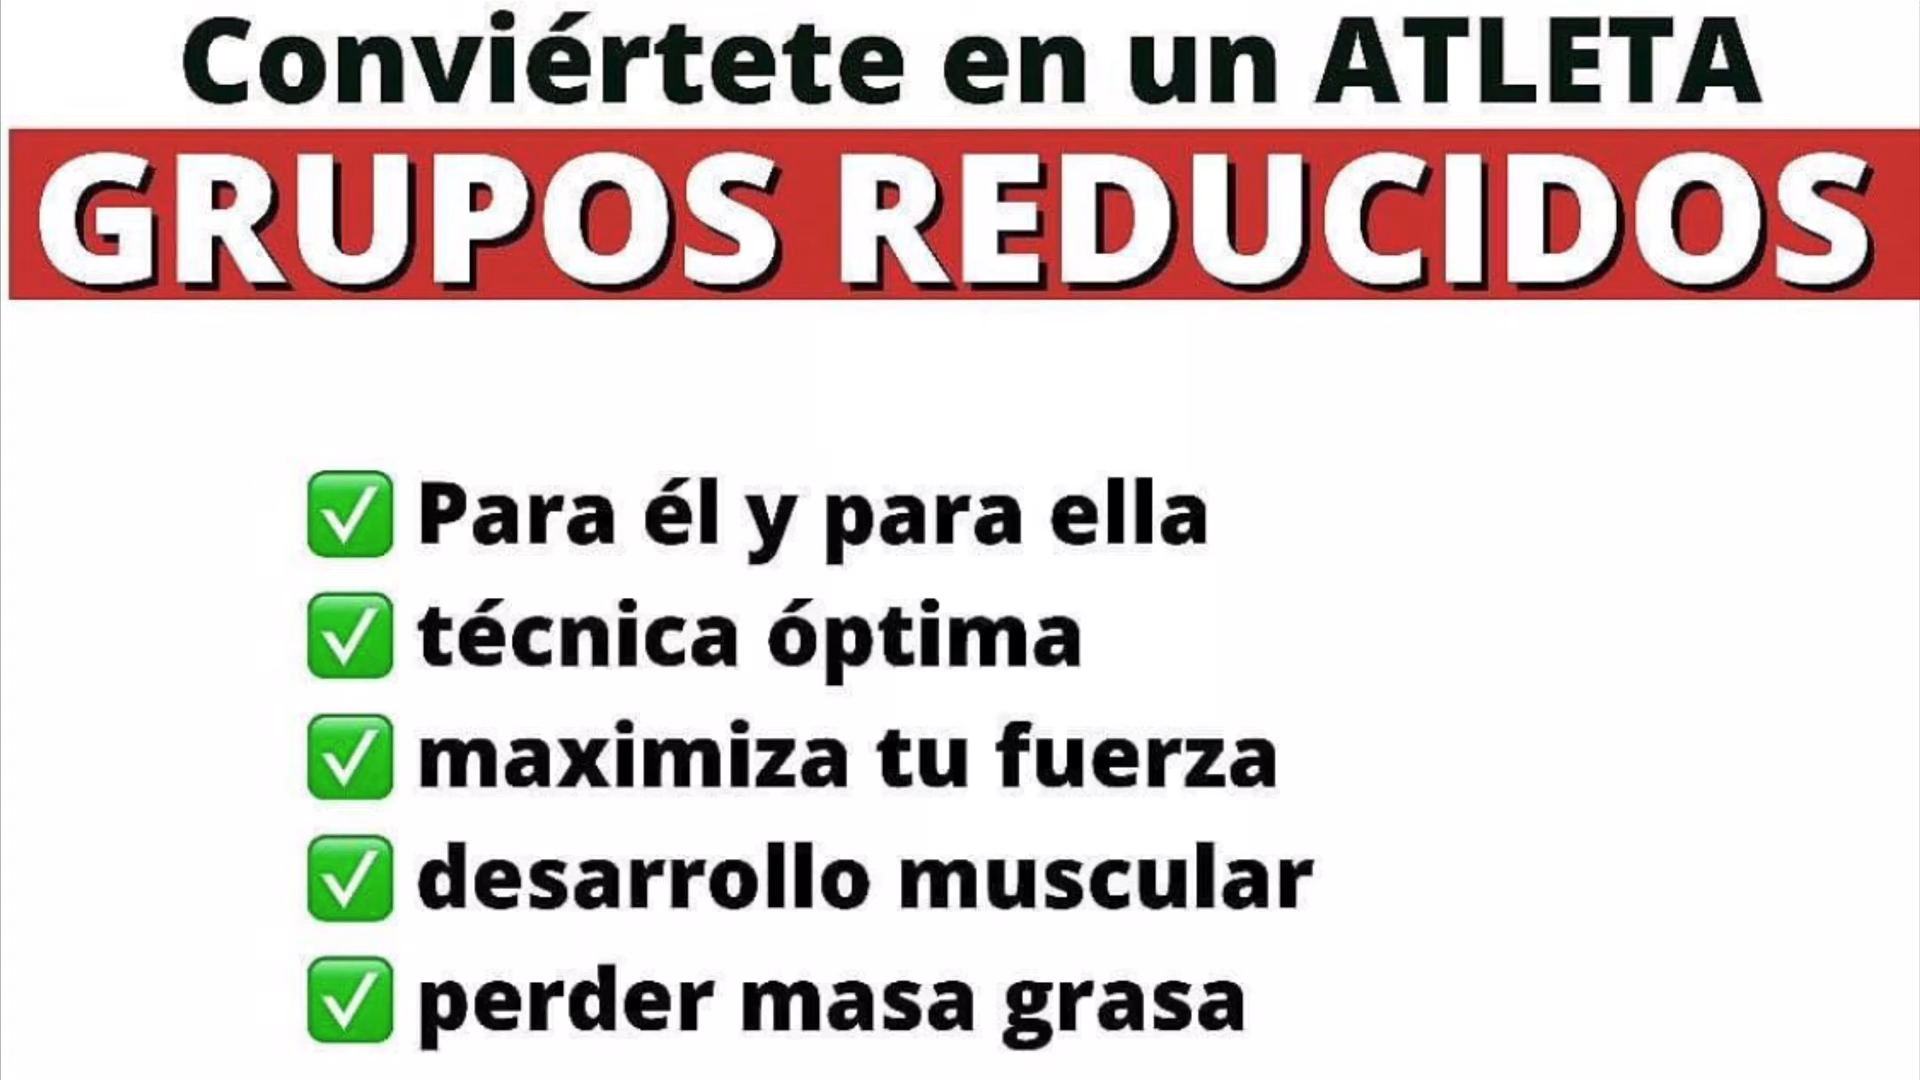 Conviértete en un ATLETA
GRUPOS REDUCIDOS
✅ Para él y para ella
✅ técnica óptima
✅ maximiza tu fuerza
✅ desarrollo muscular
✅ perder masa grasa